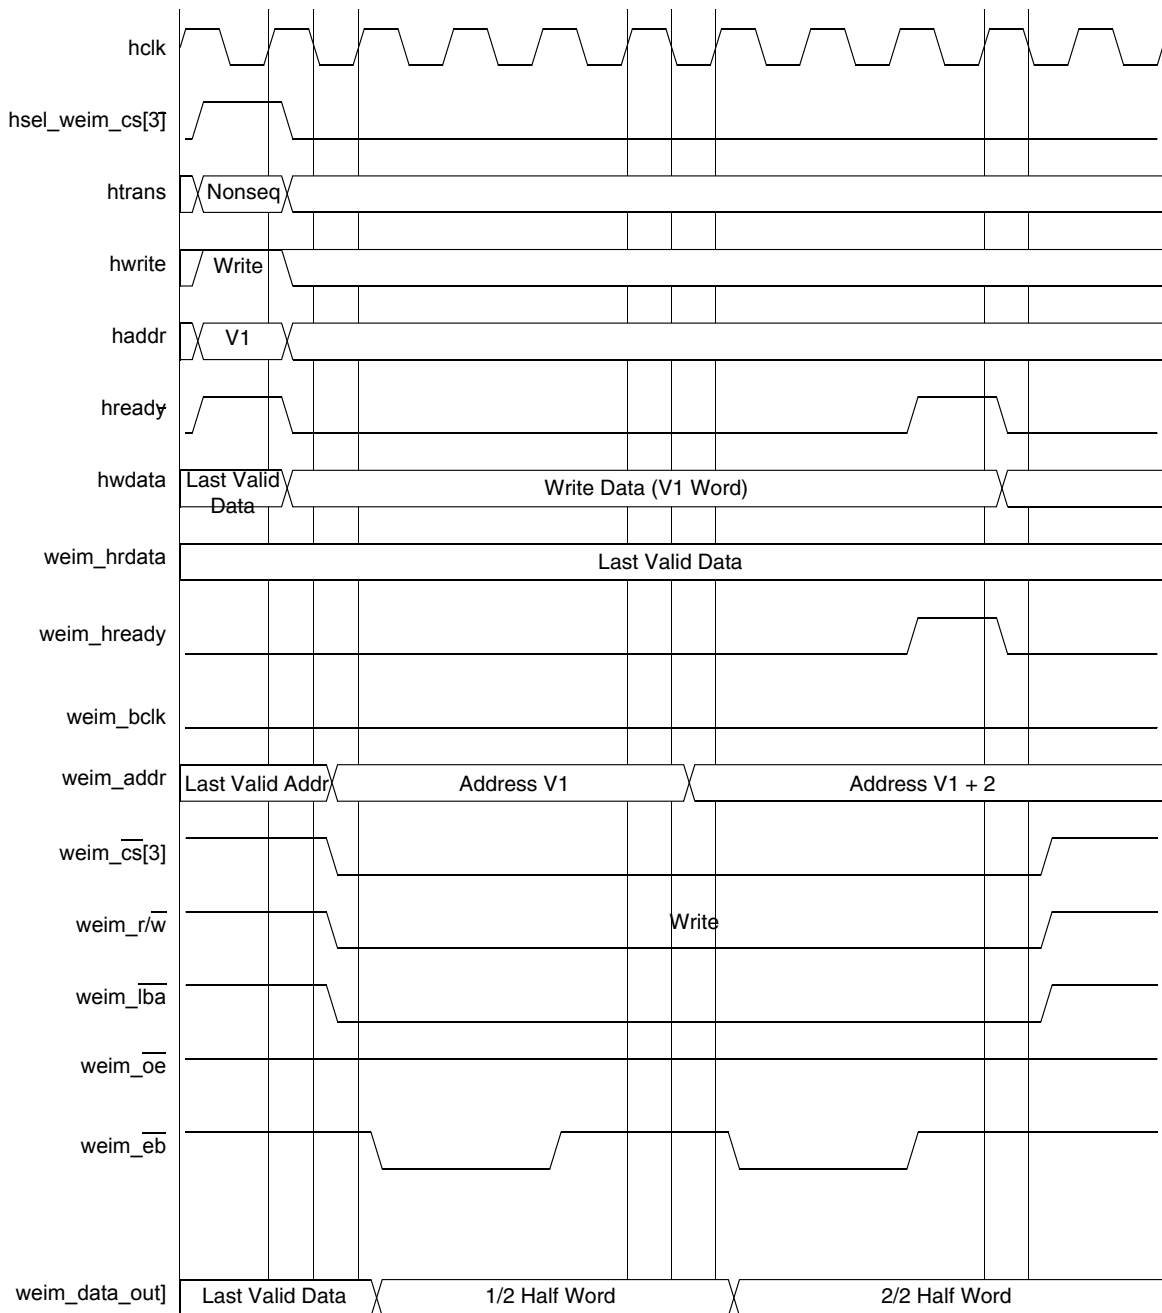 hclk
hsel_weim_cs[3]
htrans Nonseq
hwrite Write
haddr V1
hready
hwdata Last Valid Data Write Data (V1 Word)
weim_hrdata Last Valid Data
weim_hready
weim_bclk
weim_addr Last Valid Addr Address V1 Address V1 + 2
weim_cs[3]
weim_r/w Write
weim_lba
weim_oe
weim_eb
weim_data_out] Last Valid Data 1/2 Half Word 2/2 Half Word